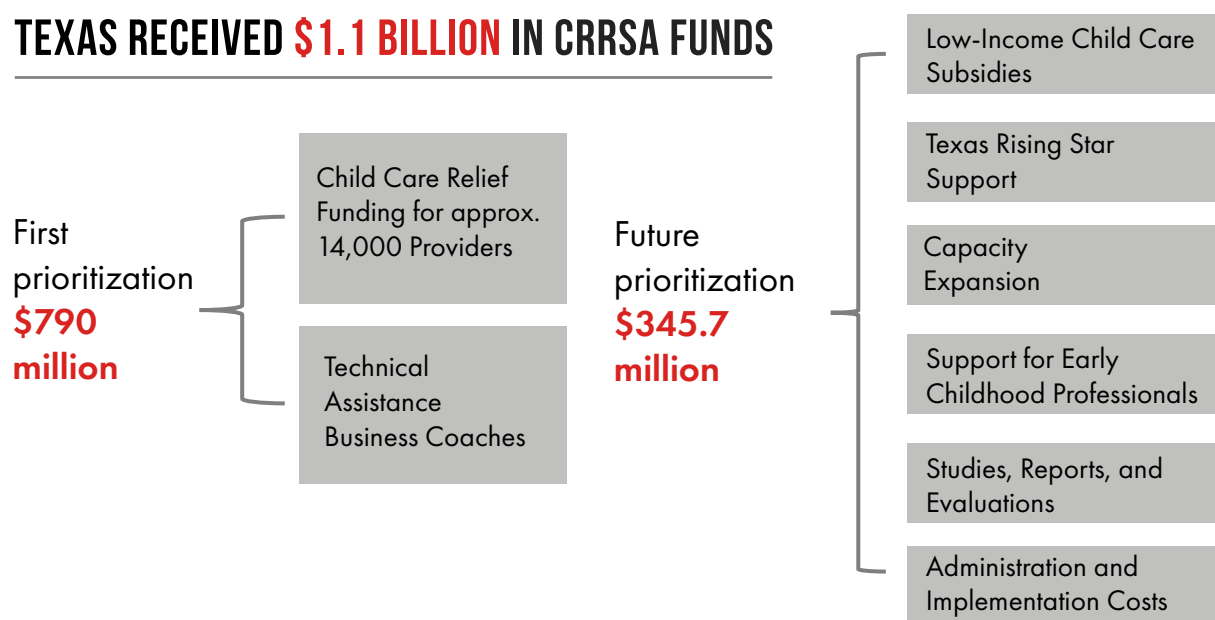 TEXAS RECEIVED $1.1 BILLION IN CRRSA FUNDS
First
prioritization
$790
million
Child Care Relief
Funding for approx.
14,000 Providers
Technical
Assistance
Business Coaches
Future
prioritization
$345.7
million
Low-Income Child Care
Subsidies
Texas Rising Star
Support
Capacity
Expansion
Support for Early
Childhood Professionals
Studies, Reports, and
Evaluations
Administration and
Implementation Costs